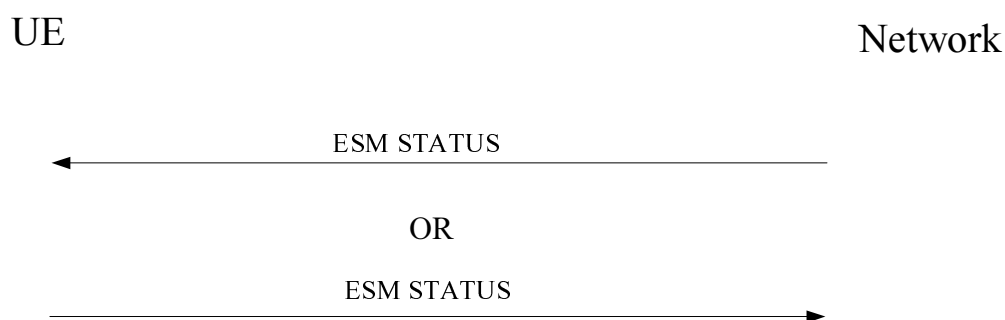 UE
Network
ESM STATUS
OR
ESM STATUS